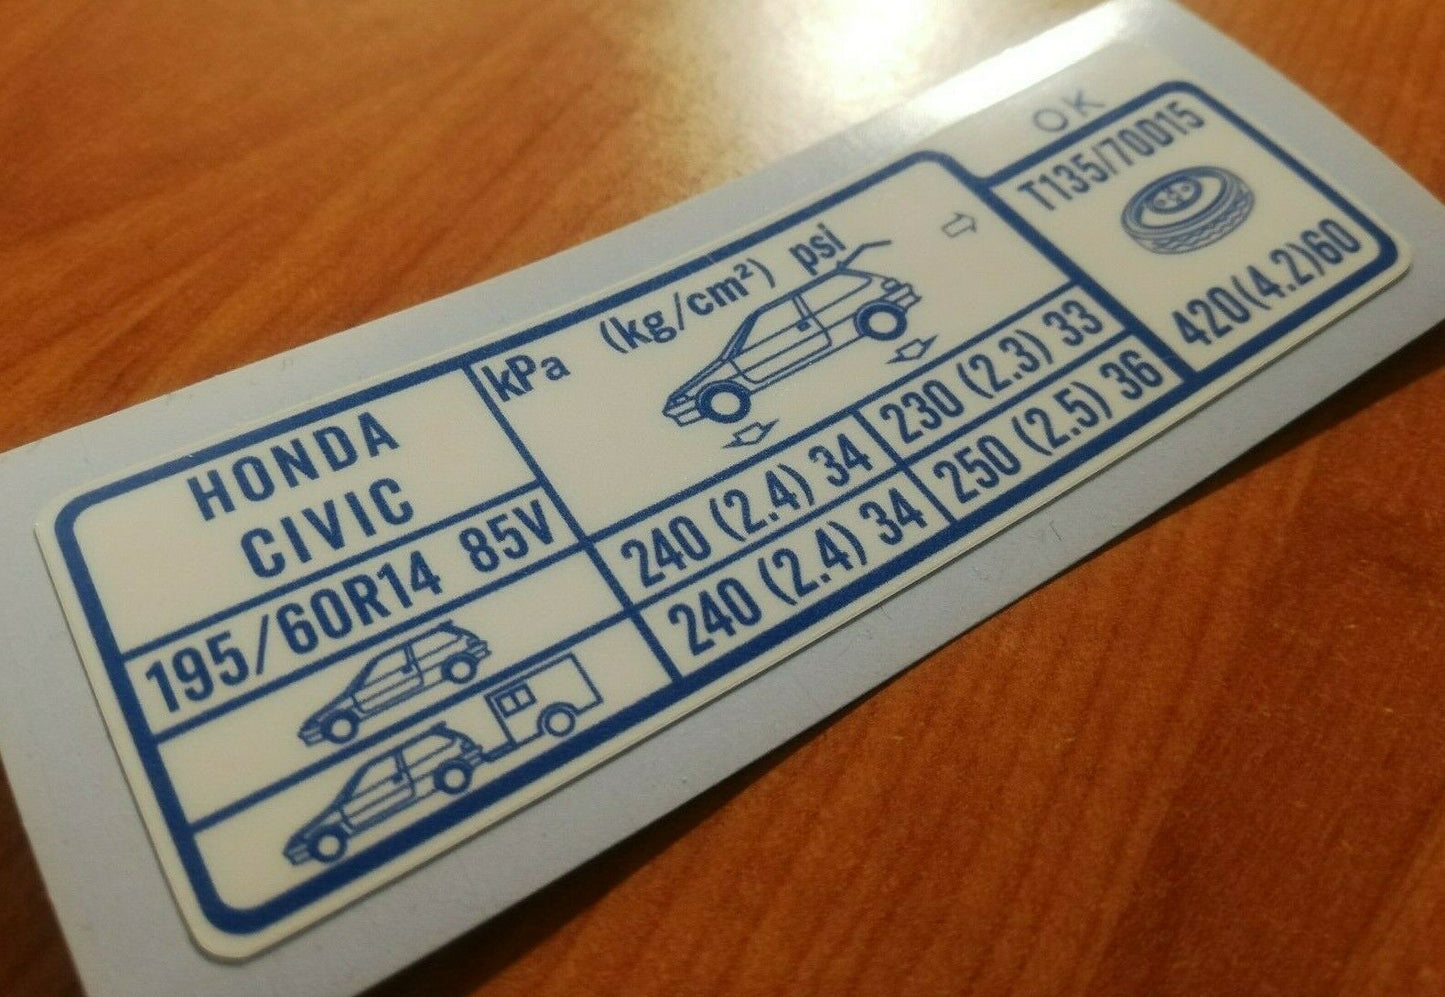 OK
HONDA
CIVIC
195/60R14 85V
kPa (kg/cm²) psi
240 (2.4) 34
230 (2.3) 33
240 (2.4) 34
250 (2.5) 36
T135/70D15
420(4.2)60